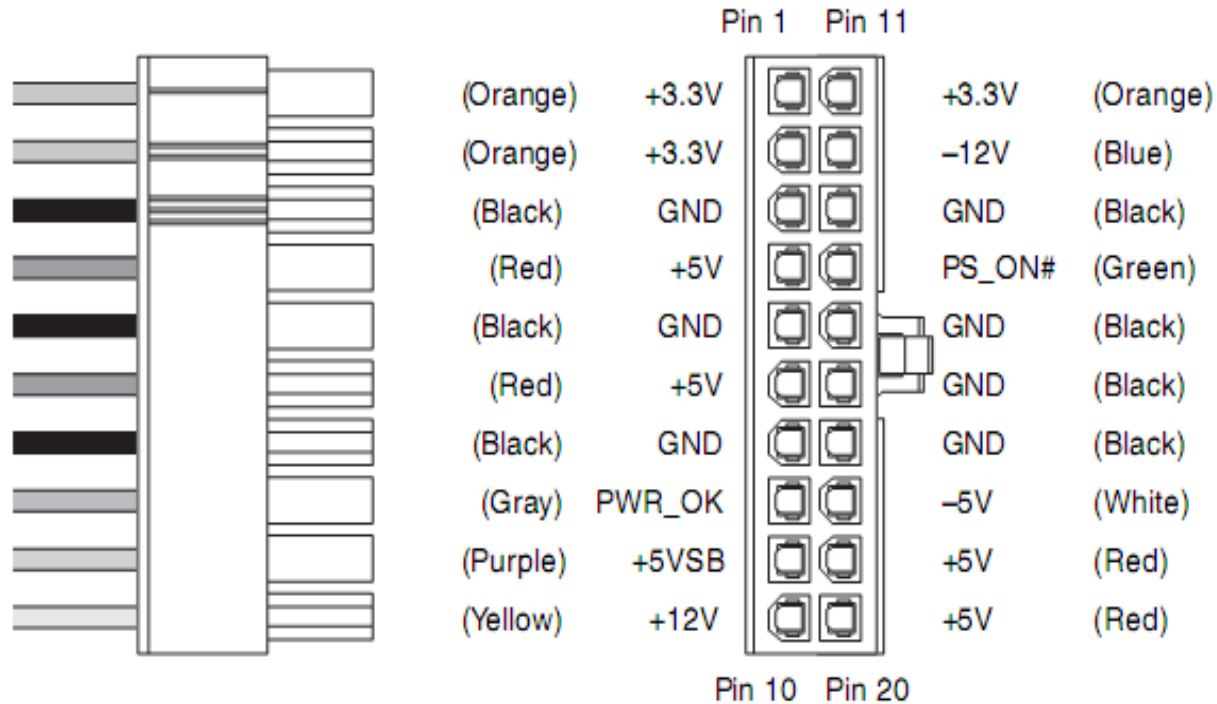 Pin 1 Pin 11
(Orange) +3.3V +3.3V (Orange)
(Orange) +3.3V –12V (Blue)
(Black) GND GND (Black)
(Red) +5V PS_ON# (Green)
(Black) GND GND (Black)
(Red) +5V GND (Black)
(Black) GND GND (Black)
(Gray) PWR_OK –5V (White)
(Purple) +5VSB +5V (Red)
(Yellow) +12V +5V (Red)
Pin 10 Pin 20